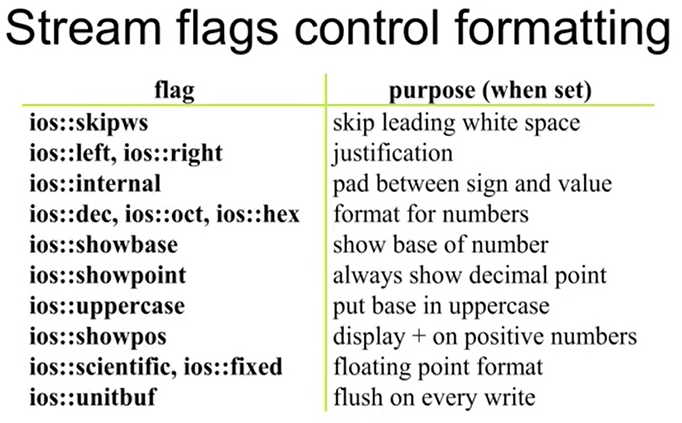 Stream flags control formatting
flag purpose (when set)
ios::skipws skip leading white space
ios::left, ios::right justification
ios::internal pad between sign and value
ios::dec, ios::oct, ios::hex format for numbers
ios::showbase show base of number
ios::showpoint always show decimal point
ios::uppercase put base in uppercase
ios::showpos display + on positive numbers
ios::scientific, ios::fixed floating point format
ios::unitbuf flush on every write